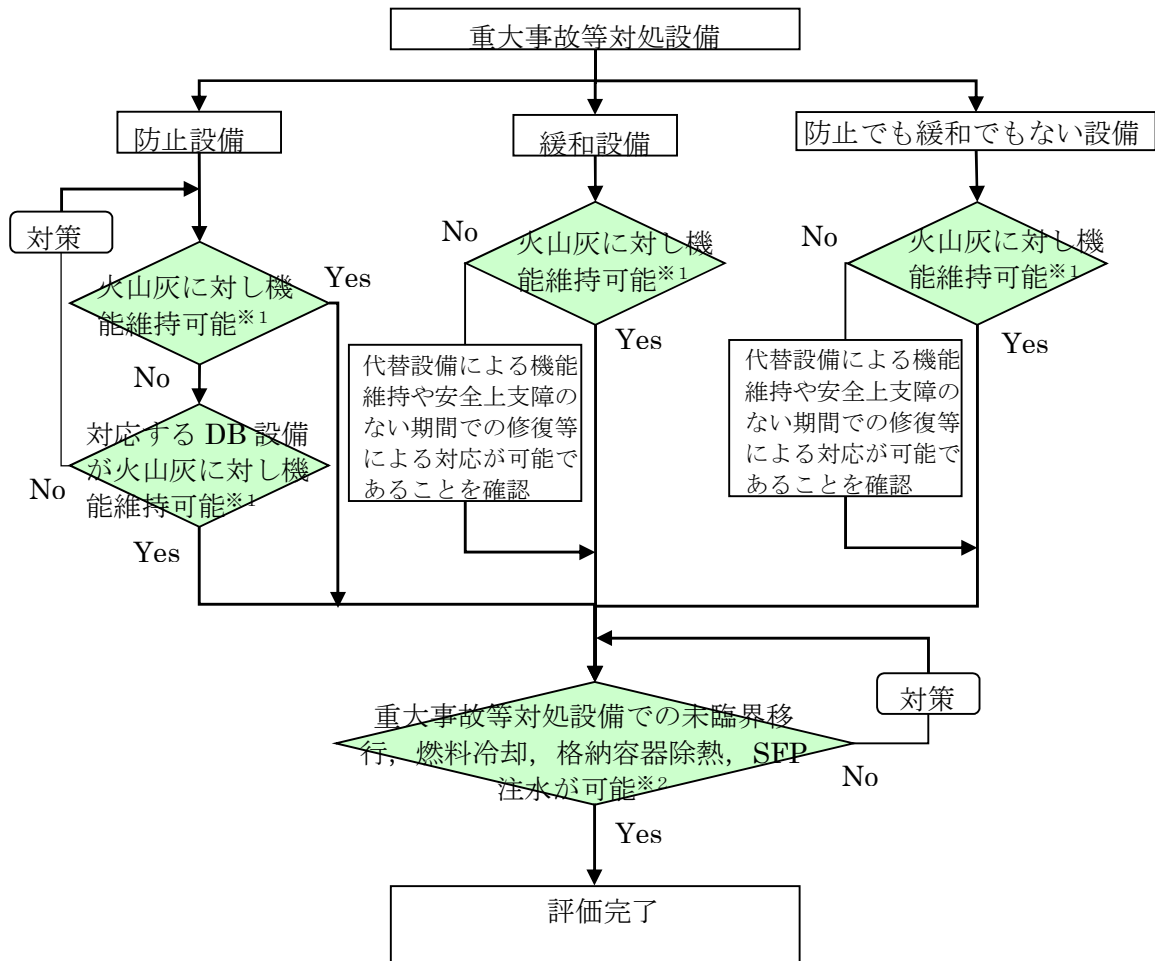 重大事故等対処設備
防止設備
緩和設備
防止でも緩和でもない設備
対策
火山灰に対し機
能維持可能※1
Yes
No
対応する DB 設備
が火山灰に対し機
能維持可能※1
No
Yes
No
火山灰に対し機
能維持可能※1
Yes
代替設備による機能
維持や安全上支障の
ない期間での修復等
による対応が可能で
あることを確認
No
火山灰に対し機
能維持可能※1
Yes
代替設備による機能
維持や安全上支障の
ない期間での修復等
による対応が可能で
あることを確認
対策
重大事故等対処設備での未臨界移
行，燃料冷却，格納容器除熱，SFP
注水が可能※2
No
Yes
評価完了